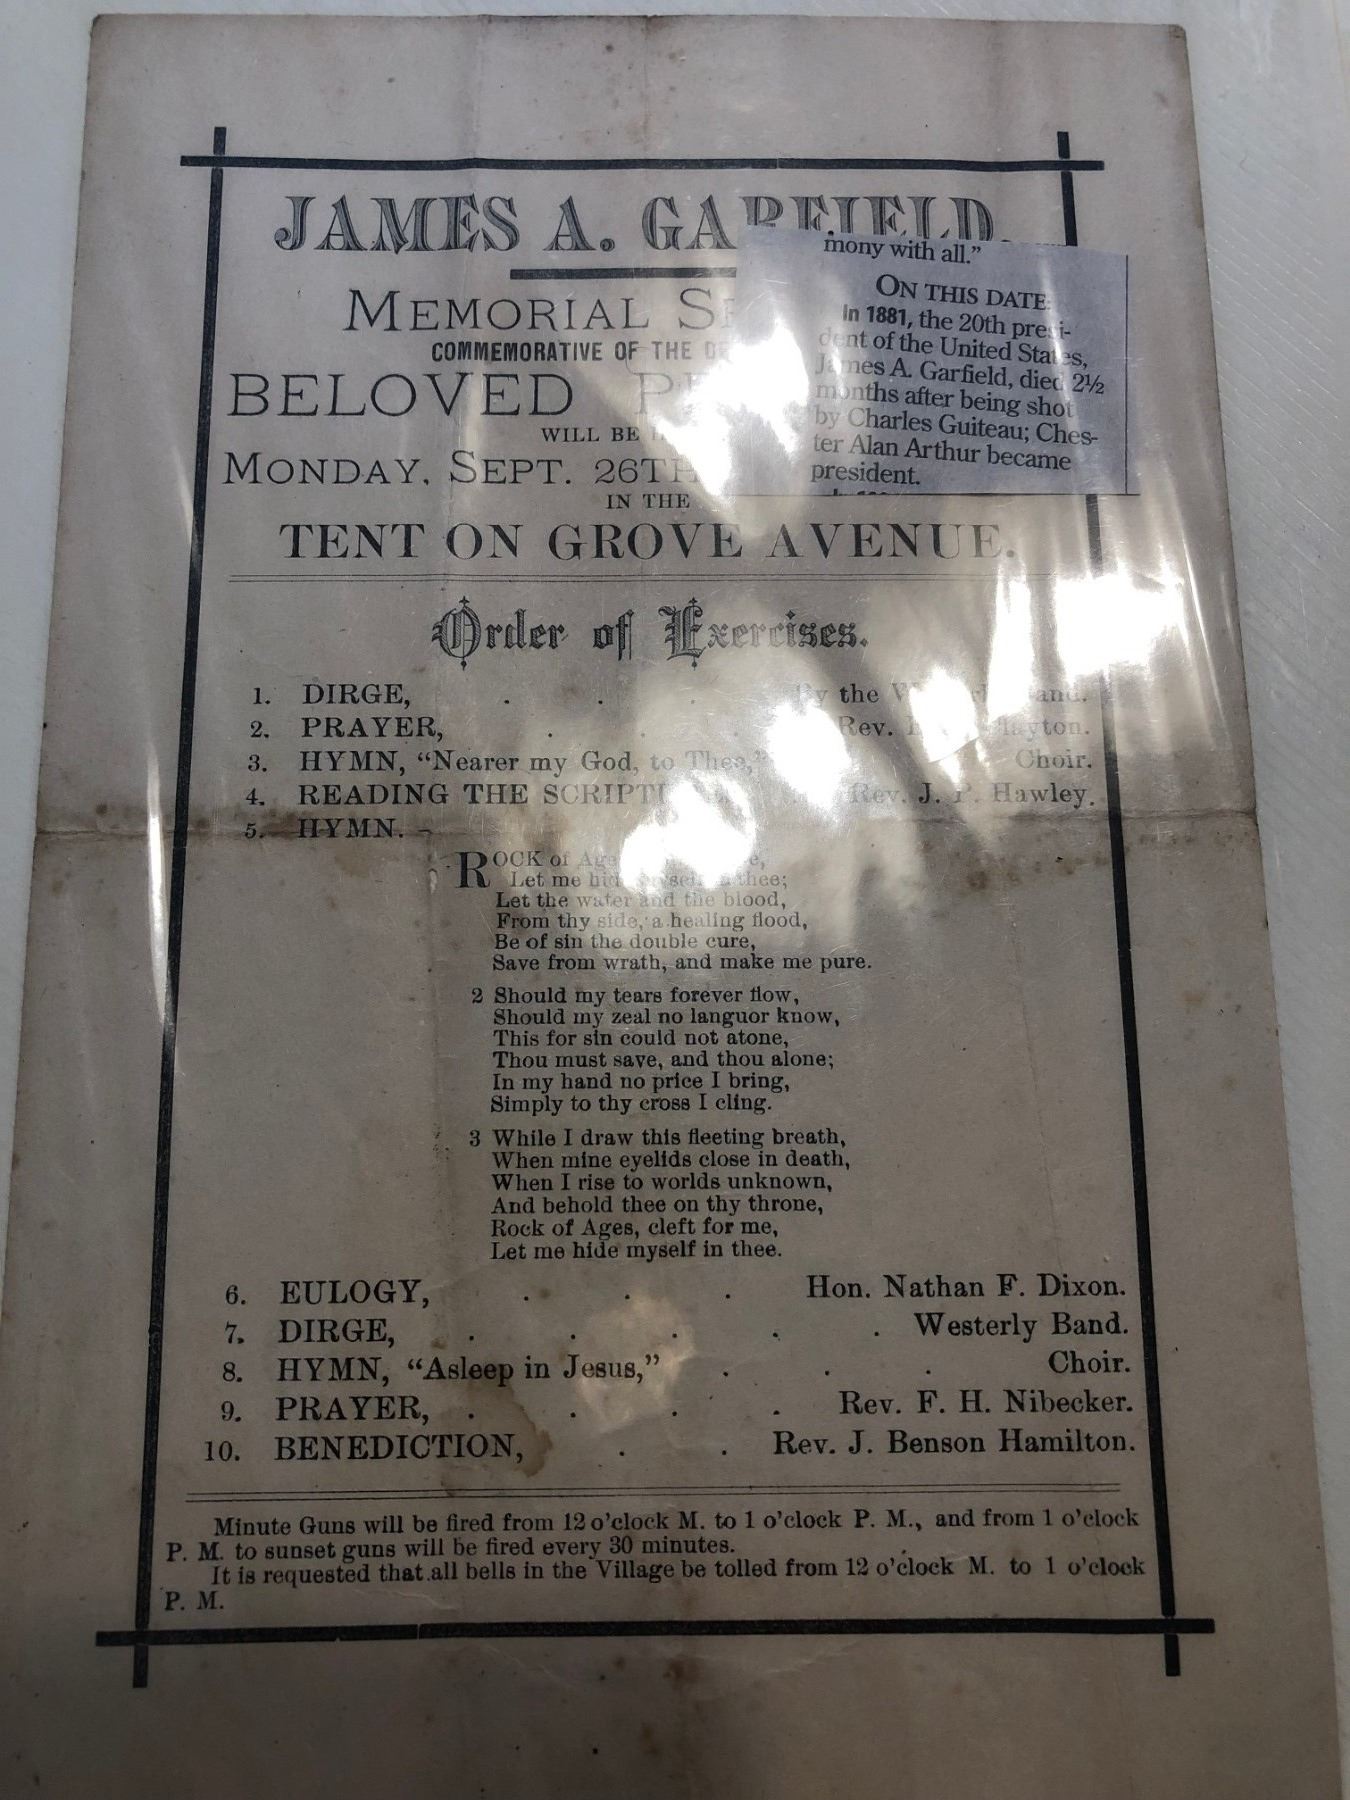 JAMES A. GARFIELD.
MEMORIAL
COMMEMORATIVE OF THE
BELOVED
WILL BE
MONDAY, SEPT. 26TH
IN THE
TENT ON GROVE AVENUE.
mony with all.”
ON THIS DATE:
In 1881, the 20th presi-
dent of the United States,
James A. Garfield, died 2½
months after being shot
by Charles Guiteau; Ches-
ter Alan Arthur became
president.
Order of Exercises.
1. DIRGE, . . . By the Westerly Band.
2. PRAYER, . . . Rev.
3. HYMN, “Nearer my God, to Thee,” Choir.
4. READING THE SCRIPTURES, Rev. J. P. Hawley.
5. HYMN.
ROCK of Ages,
Let me hide myself in thee;
Let the water and the blood,
From thy side, a healing flood,
Be of sin the double cure,
Save from wrath, and make me pure.
2 Should my tears forever flow,
Should my zeal no languor know,
This for sin could not atone,
Thou must save, and thou alone;
In my hand no price I bring,
Simply to thy cross I cling.
3 While I draw this fleeting breath,
When mine eyelids close in death,
When I rise to worlds unknown,
And behold thee on thy throne,
Rock of Ages, cleft for me,
Let me hide myself in thee.
6. EULOGY, . . . Hon. Nathan F. Dixon.
7. DIRGE, . . . . . Westerly Band.
8. HYMN, “Asleep in Jesus,” . . . Choir.
9. PRAYER, . . . . Rev. F. H. Nibecker.
10. BENEDICTION, . . Rev. J. Benson Hamilton.
Minute Guns will be fired from 12 o’clock M. to 1 o’clock P. M., and from 1 o’clock
P. M. to sunset guns will be fired every 30 minutes.
It is requested that all bells in the Village be tolled from 12 o’clock M. to 1 o’clock
P. M.